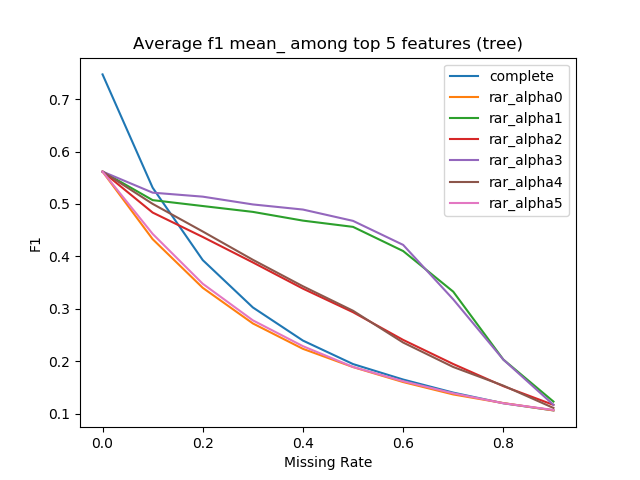 Average f1 mean_ among top 5 features (tree)
complete
rar_alpha0
rar_alpha1
rar_alpha2
rar_alpha3
rar_alpha4
rar_alpha5
0.7
0.6
0.5
0.4
0.3
0.2
0.1
F1
0.0 0.2 0.4 0.6 0.8
Missing Rate